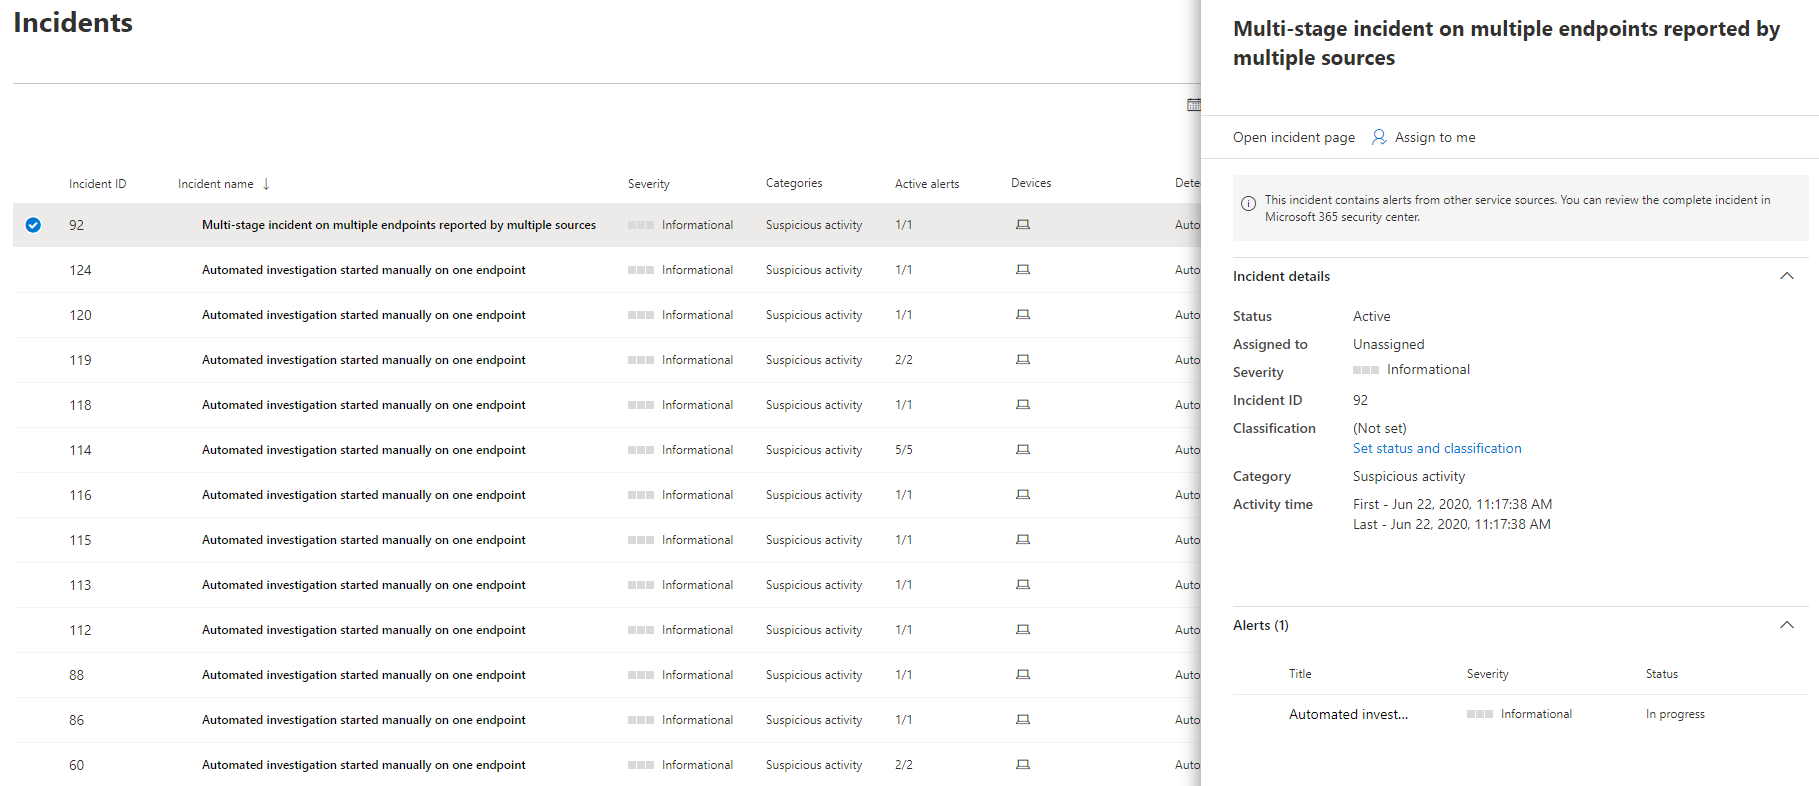 Incidents
Incident ID Incident name ↓ Severity Categories Active alerts Devices Dete
92 Multi-stage incident on multiple endpoints reported by multiple sources Informational Suspicious activity 1/1 Auto
124 Automated investigation started manually on one endpoint Informational Suspicious activity 1/1 Auto
120 Automated investigation started manually on one endpoint Informational Suspicious activity 1/1 Auto
119 Automated investigation started manually on one endpoint Informational Suspicious activity 2/2 Auto
118 Automated investigation started manually on one endpoint Informational Suspicious activity 1/1 Auto
114 Automated investigation started manually on one endpoint Informational Suspicious activity 5/5 Auto
116 Automated investigation started manually on one endpoint Informational Suspicious activity 1/1 Auto
115 Automated investigation started manually on one endpoint Informational Suspicious activity 1/1 Auto
113 Automated investigation started manually on one endpoint Informational Suspicious activity 1/1 Auto
112 Automated investigation started manually on one endpoint Informational Suspicious activity 1/1 Auto
88 Automated investigation started manually on one endpoint Informational Suspicious activity 1/1 Auto
86 Automated investigation started manually on one endpoint Informational Suspicious activity 1/1 Auto
60 Automated investigation started manually on one endpoint Informational Suspicious activity 2/2 Auto
Multi-stage incident on multiple endpoints reported by
multiple sources
Open incident page Assign to me
This incident contains alerts from other service sources. You can review the complete incident in
Microsoft 365 security center.
Incident details
Status Active
Assigned to Unassigned
Severity Informational
Incident ID 92
Classification (Not set)
Set status and classification
Category Suspicious activity
Activity time First - Jun 22, 2020, 11:17:38 AM
Last - Jun 22, 2020, 11:17:38 AM
Alerts (1)
Title Severity Status
Automated invest... Informational In progress